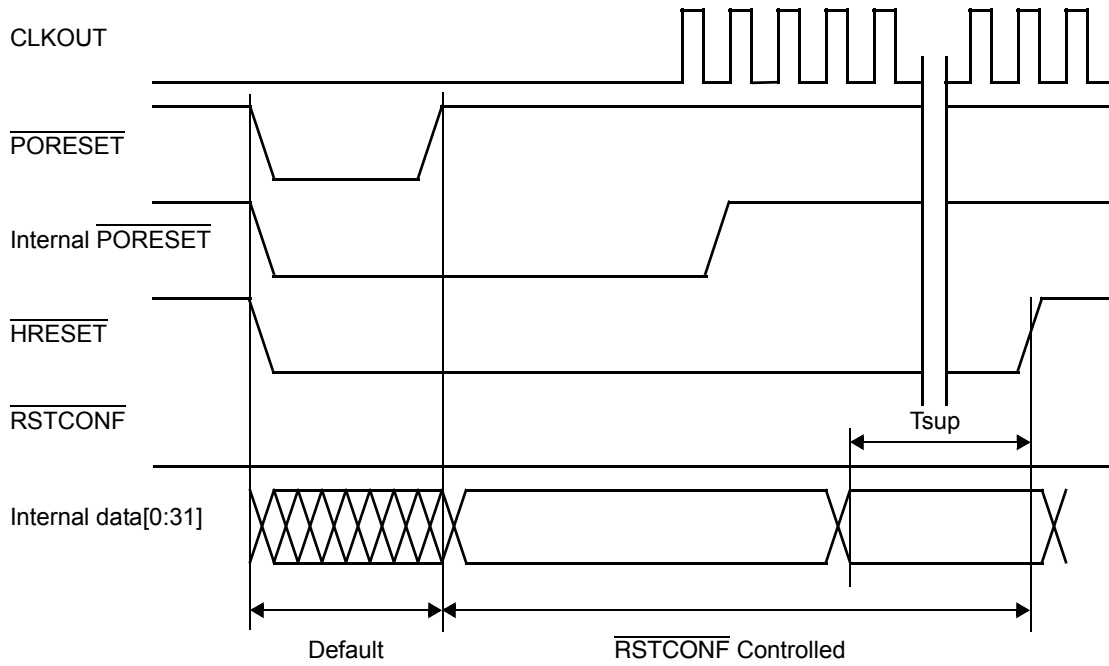 CLKOUT
PORESET
Internal PORESET
HRESET
RSTCONF
Tsup
Internal data[0:31]
Default
RSTCONF Controlled